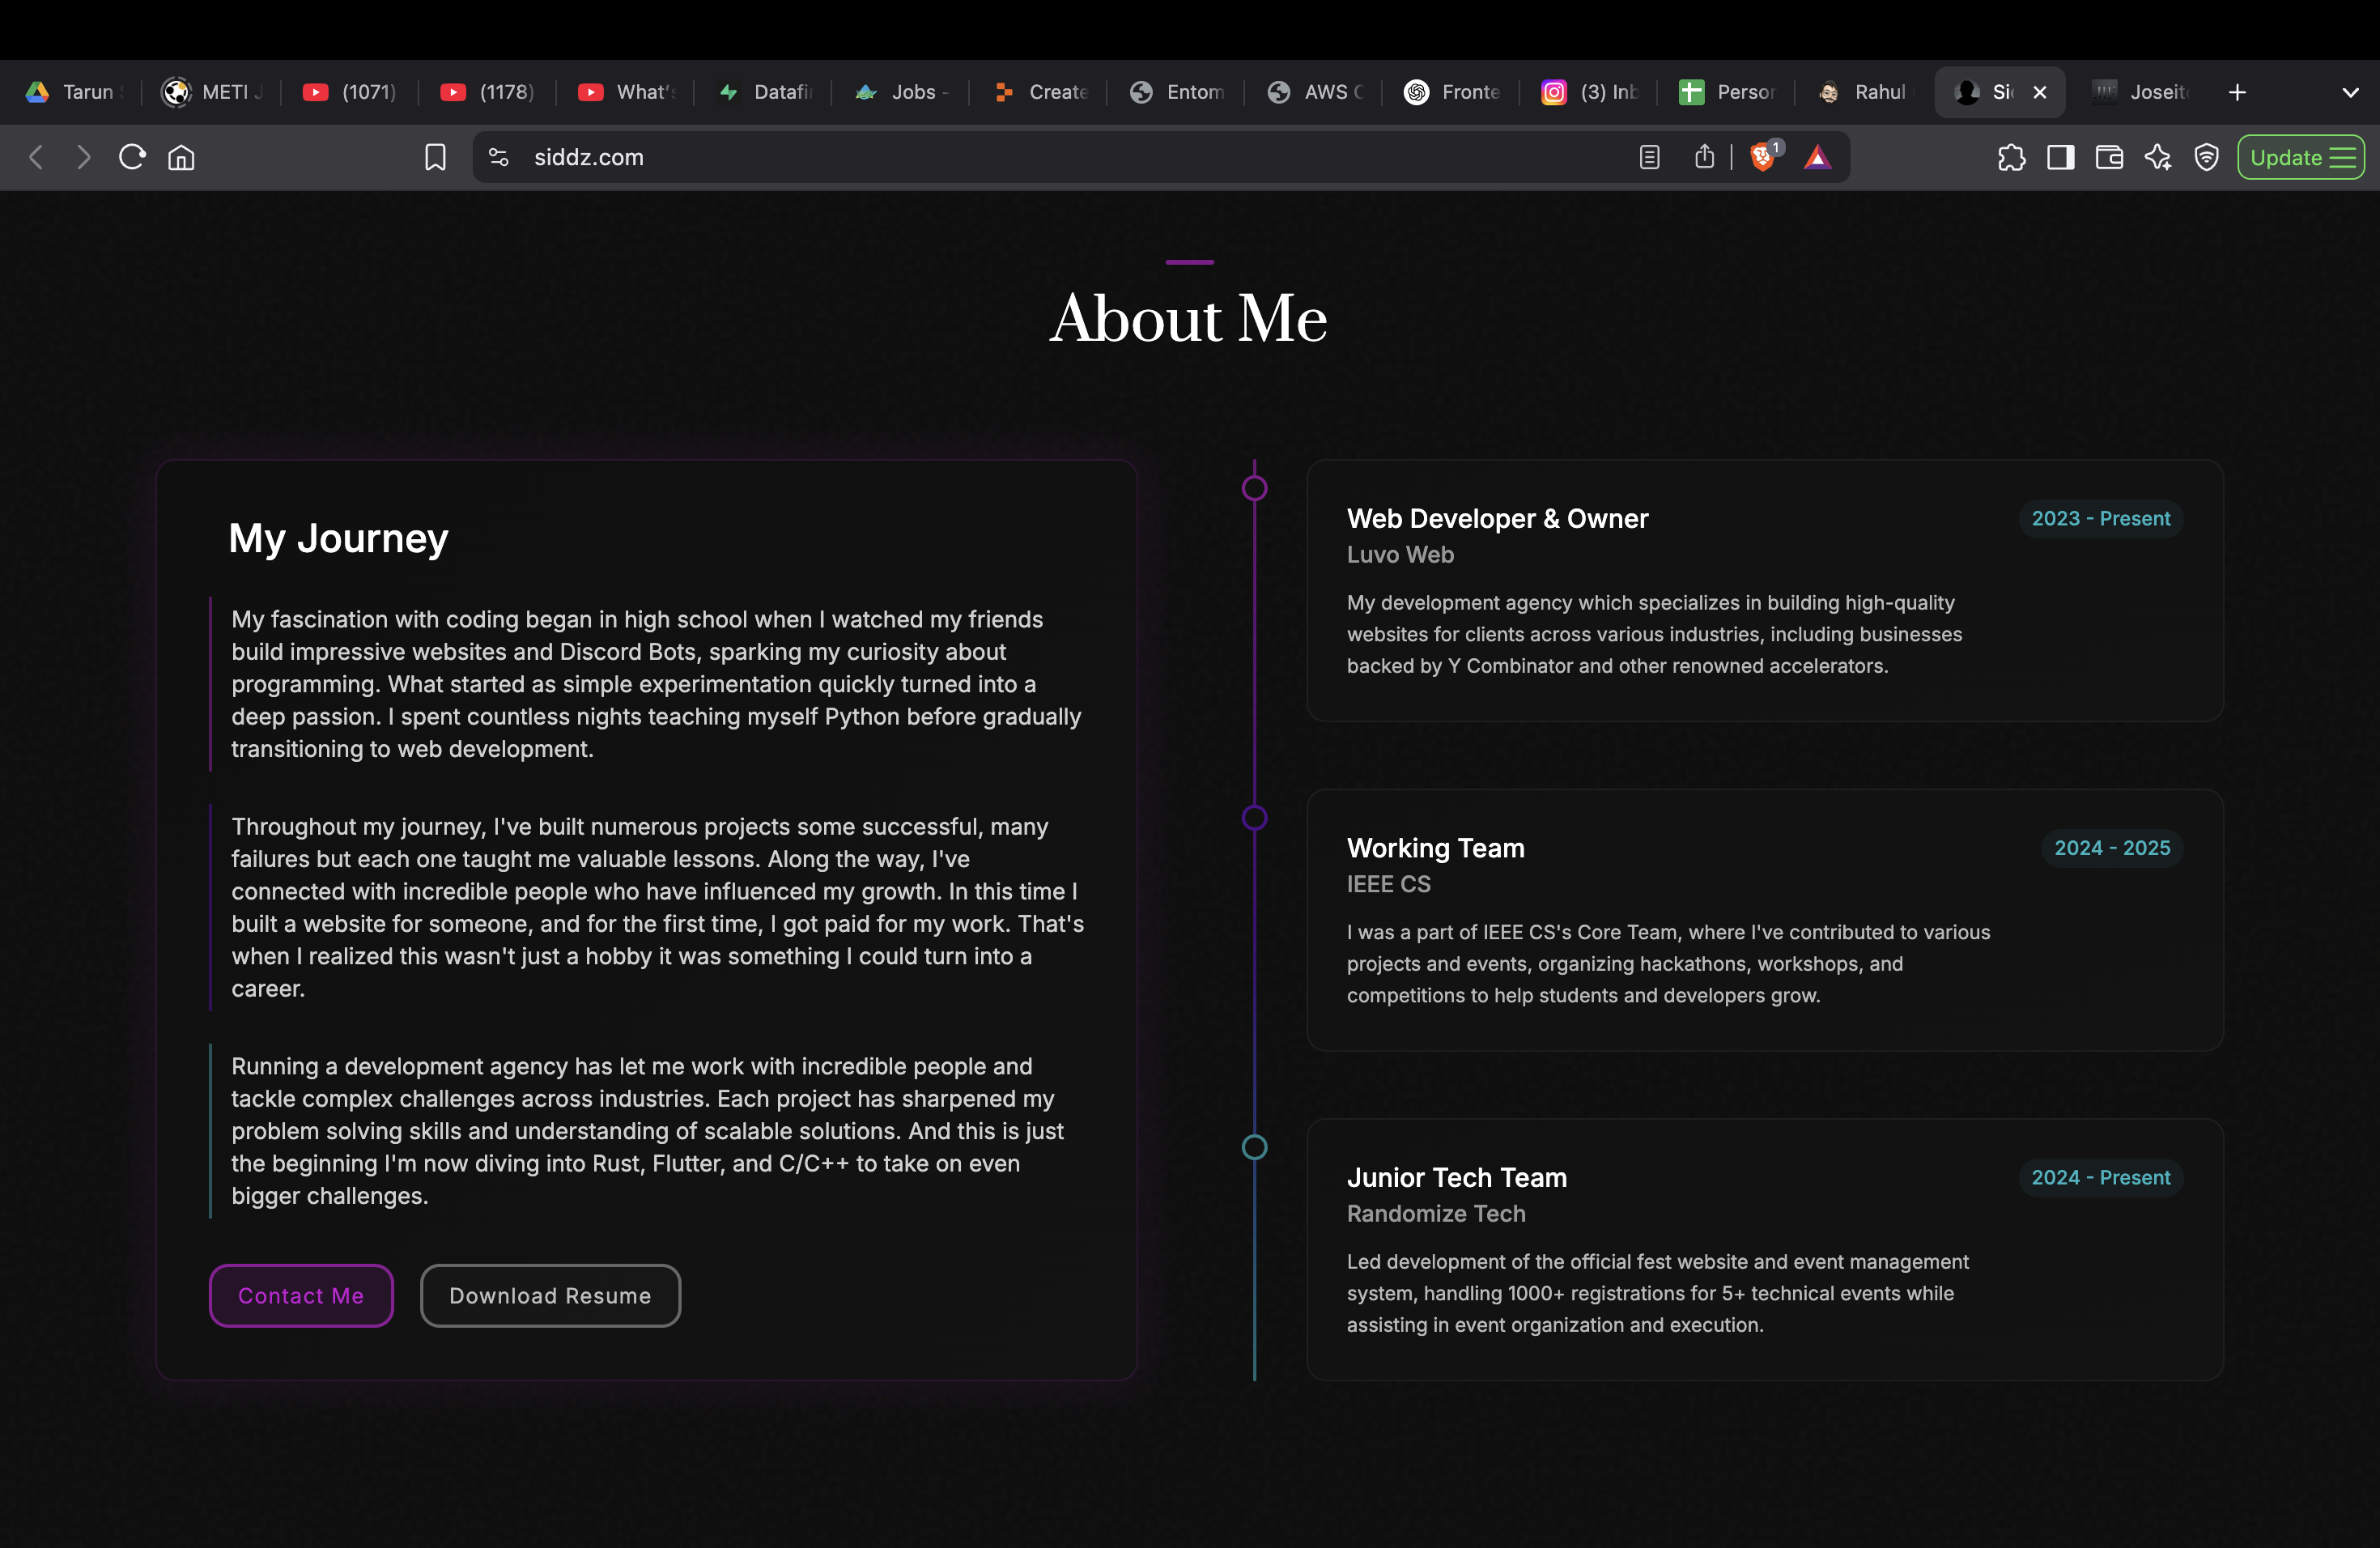 Tarun
METI
(1071)
(1178)
What's
Datafi
Jobs -
Create
Entom
AWS
Fronte
(3) Inb
Person
Rahul
Si
Joseito
siddz.com
1
Update
About Me
My Journey
My fascination with coding began in high school when I watched my friends
build impressive websites and Discord Bots, sparking my curiosity about
programming. What started as simple experimentation quickly turned into a
deep passion. I spent countless nights teaching myself Python before gradually
transitioning to web development.
Throughout my journey, I've built numerous projects some successful, many
failures but each one taught me valuable lessons. Along the way, I've
connected with incredible people who have influenced my growth. In this time I
built a website for someone, and for the first time, I got paid for my work. That's
when I realized this wasn't just a hobby it was something I could turn into a
career.
Running a development agency has let me work with incredible people and
tackle complex challenges across industries. Each project has sharpened my
problem solving skills and understanding of scalable solutions. And this is just
the beginning I'm now diving into Rust, Flutter, and C/C++ to take on even
bigger challenges.
Contact Me
Download Resume
Web Developer & Owner
2023 - Present
Luvo Web
My development agency which specializes in building high-quality
websites for clients across various industries, including businesses
backed by Y Combinator and other renowned accelerators.
Working Team
2024 - 2025
IEEE CS
I was a part of IEEE CS's Core Team, where I've contributed to various
projects and events, organizing hackathons, workshops, and
competitions to help students and developers grow.
Junior Tech Team
2024 - Present
Randomize Tech
Led development of the official fest website and event management
system, handling 1000+ registrations for 5+ technical events while
assisting in event organization and execution.